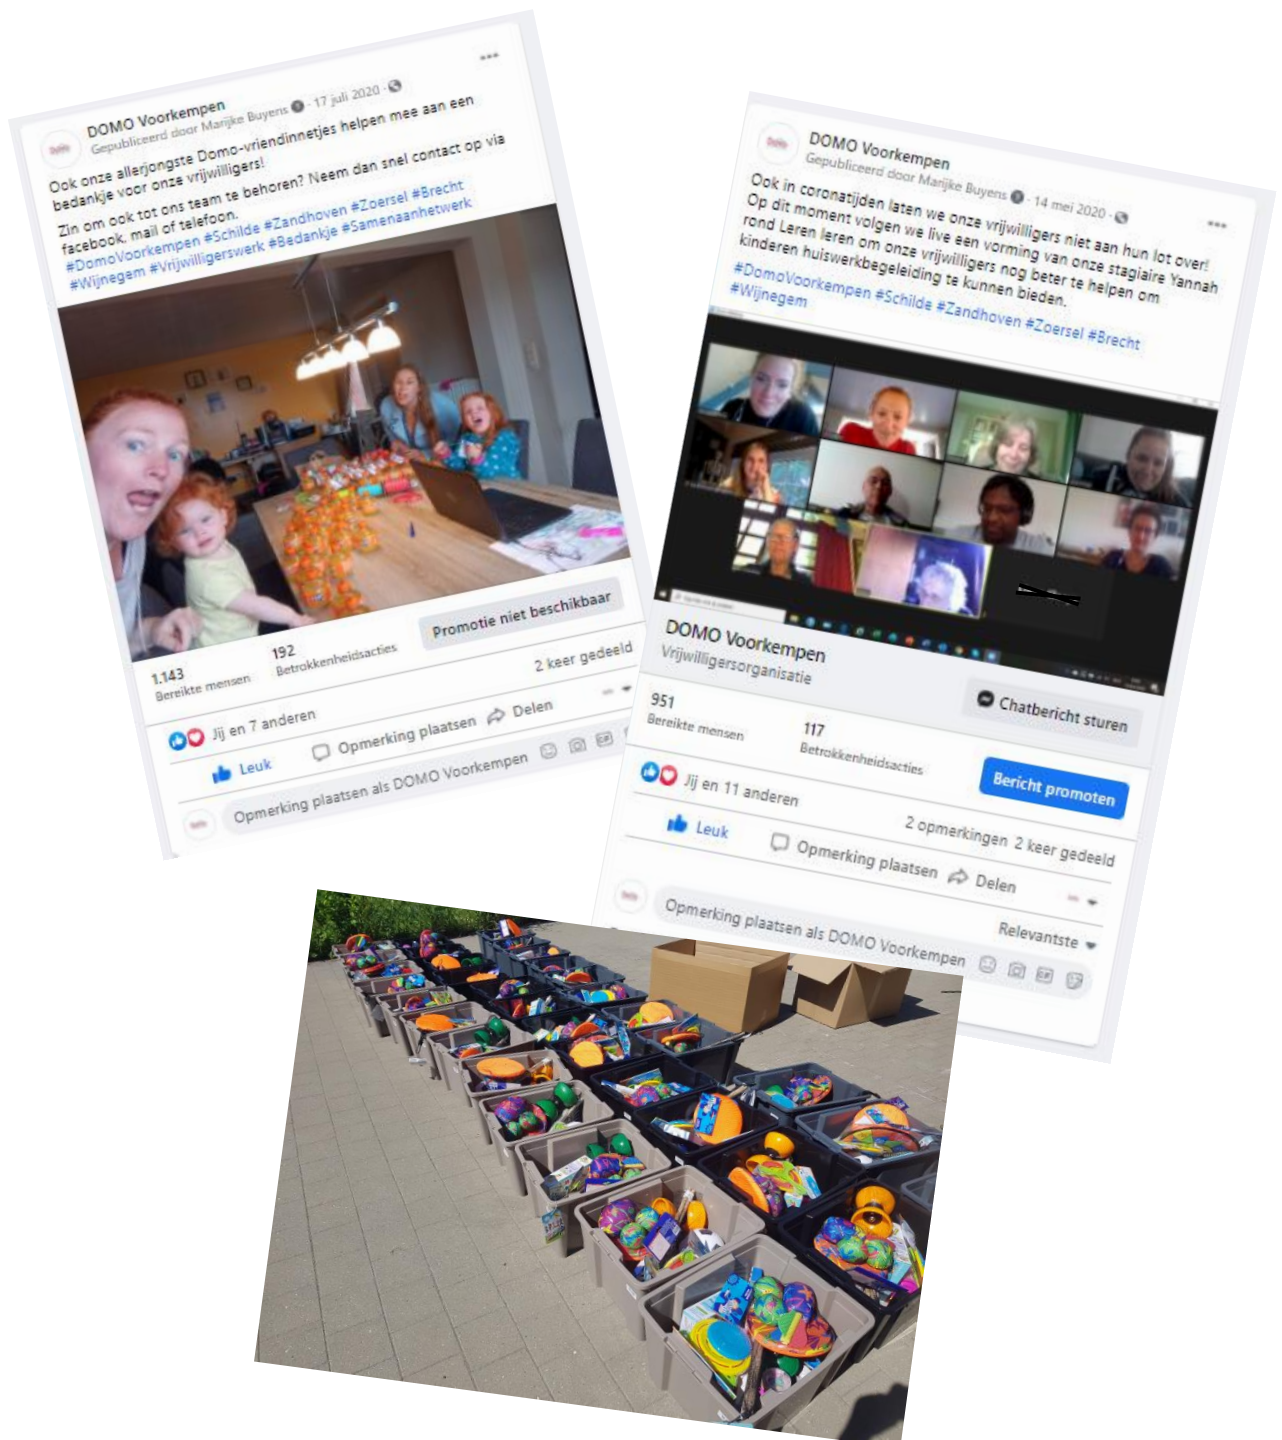 DOMO Voorkempen
Gepubliceerd door Marijke Buyens · 17 juli 2020 ·
Ook onze allerjongste Domo-vriendinnetjes helpen mee aan een
bedankje voor onze vrijwilligers!
Zin om ook tot ons team te behoren? Neem dan snel contact op via
facebook, mail of telefoon.
#DomoVoorkempen #Schilde #Zandhoven #Zoersel #Brecht
#Wijnegem #Vrijwilligerswerk #Bedankje #Samenaanhetwerk
1.143
Bereikte mensen
192
Betrokkenheidsacties
Promotie niet beschikbaar
2 keer gedeeld
Jij en 7 anderen
Leuk
Opmerking plaatsen
Delen
Opmerking plaatsen als DOMO Voorkempen
DOMO Voorkempen
Gepubliceerd door Marijke Buyens · 14 mei 2020 ·
Ook in coronatijden laten we onze vrijwilligers niet aan hun lot over!
Op dit moment volgen we live een vorming van onze stagiaire Yannah
rond Leren leren om onze vrijwilligers nog beter te helpen om
kinderen huiswerkbegeleiding te kunnen bieden.
#DomoVoorkempen #Schilde #Zandhoven #Zoersel #Brecht
#Wijnegem
DOMO Voorkempen
Vrijwilligersorganisatie
Chatbericht sturen
951
Bereikte mensen
117
Betrokkenheidsacties
Bericht promoten
Jij en 11 anderen
2 opmerkingen 2 keer gedeeld
Leuk
Opmerking plaatsen
Delen
Relevantste
Opmerking plaatsen als DOMO Voorkempen